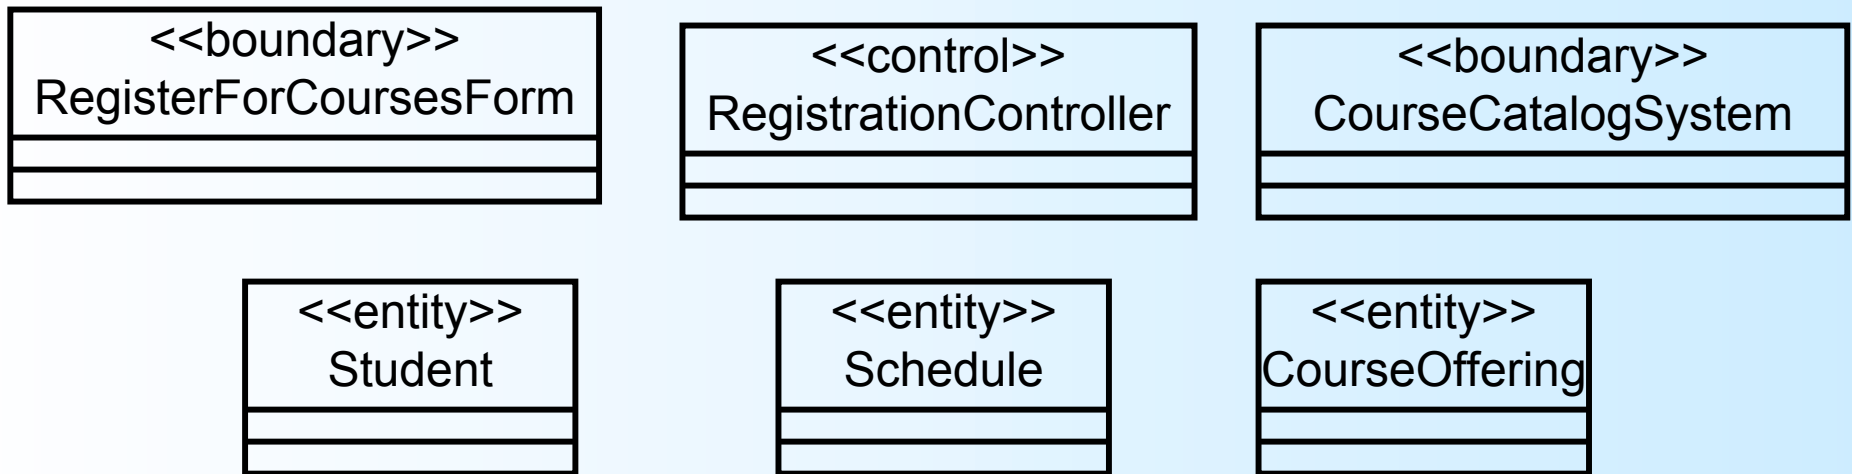 <<boundary>>
RegisterForCoursesForm
<<control>>
RegistrationController
<<boundary>>
CourseCatalogSystem
<<entity>>
Student
<<entity>>
Schedule
<<entity>>
CourseOffering